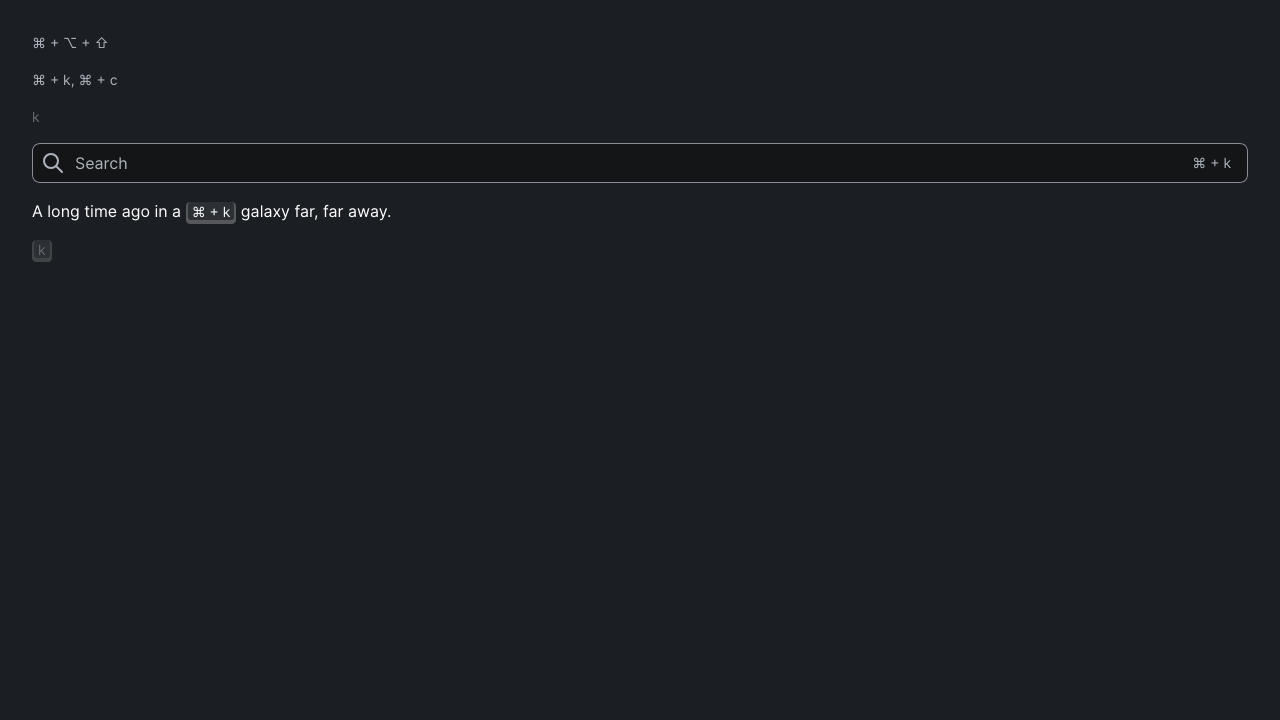 ⌘ + ⌥ + ⇧
⌘ + k, ⌘ + c
k
Search ⌘ + k
A long time ago in a ⌘ + k galaxy far, far away.
k